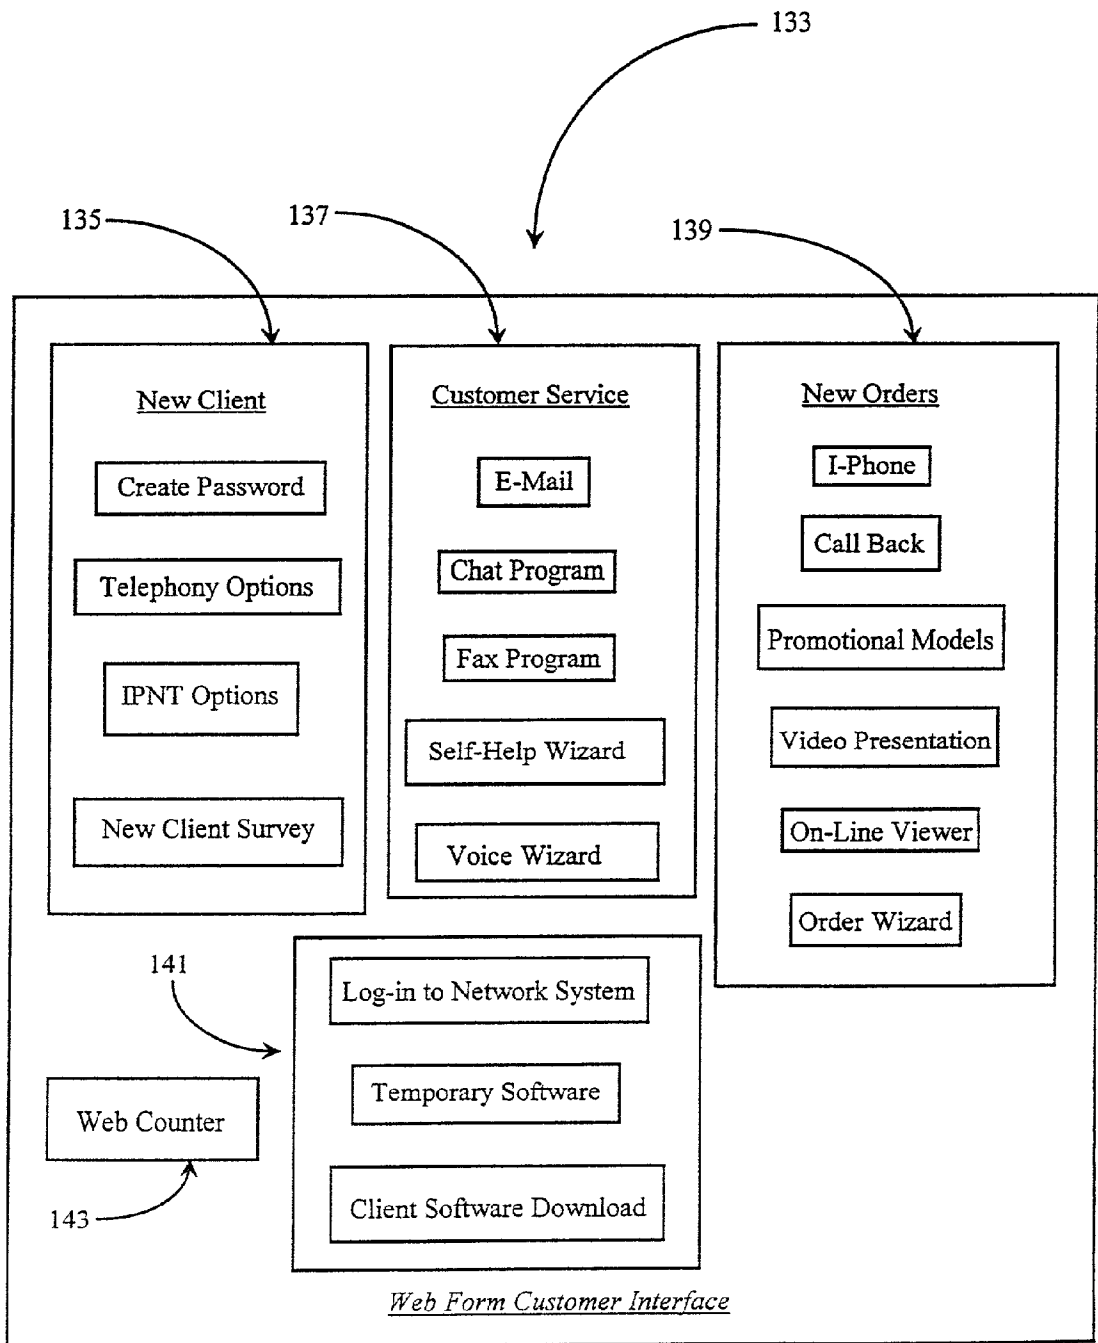 133
135
137
139
New Client
Create Password
Telephony Options
IPNT Options
New Client Survey
Customer Service
E-Mail
Chat Program
Fax Program
Self-Help Wizard
Voice Wizard
New Orders
I-Phone
Call Back
Promotional Models
Video Presentation
On-Line Viewer
Order Wizard
141
Log-in to Network System
Temporary Software
Client Software Download
Web Counter
143
Web Form Customer Interface